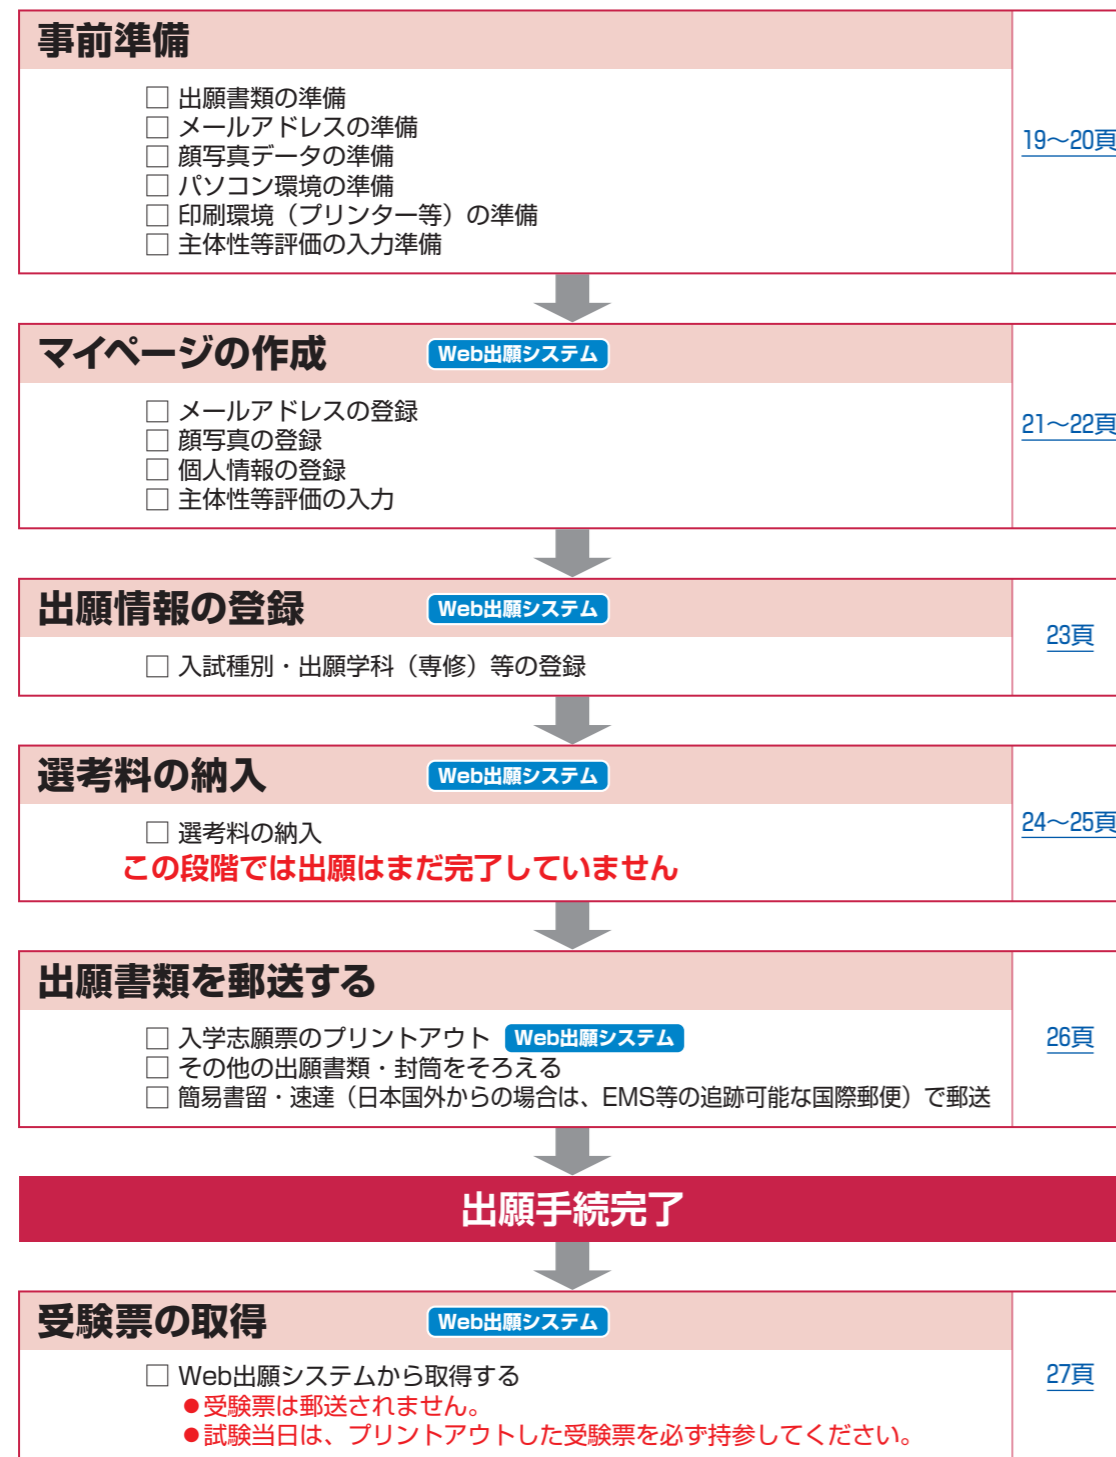 事前準備
□ 出願書類の準備
□ メールアドレスの準備
□ 顔写真データの準備
□ パソコン環境の準備
□ 印刷環境（プリンター等）の準備
□ 主体性等評価の入力準備
19～20頁
マイページの作成 Web出願システム
□ メールアドレスの登録
□ 顔写真の登録
□ 個人情報の登録
□ 主体性等評価の入力
21～22頁
出願情報の登録 Web出願システム
□ 入試種別・出願学科（専修）等の登録
23頁
選考料の納入 Web出願システム
□ 選考料の納入
この段階では出願はまだ完了していません
24～25頁
出願書類を郵送する
□ 入学志願票のプリントアウト Web出願システム
□ その他の出願書類・封筒をそろえる
□ 簡易書留・速達（日本国外からの場合は、EMS等の追跡可能な国際郵便）で郵送
26頁
出願手続完了
受験票の取得 Web出願システム
□ Web出願システムから取得する
●受験票は郵送されません。
●試験当日は、プリントアウトした受験票を必ず持参してください。
27頁